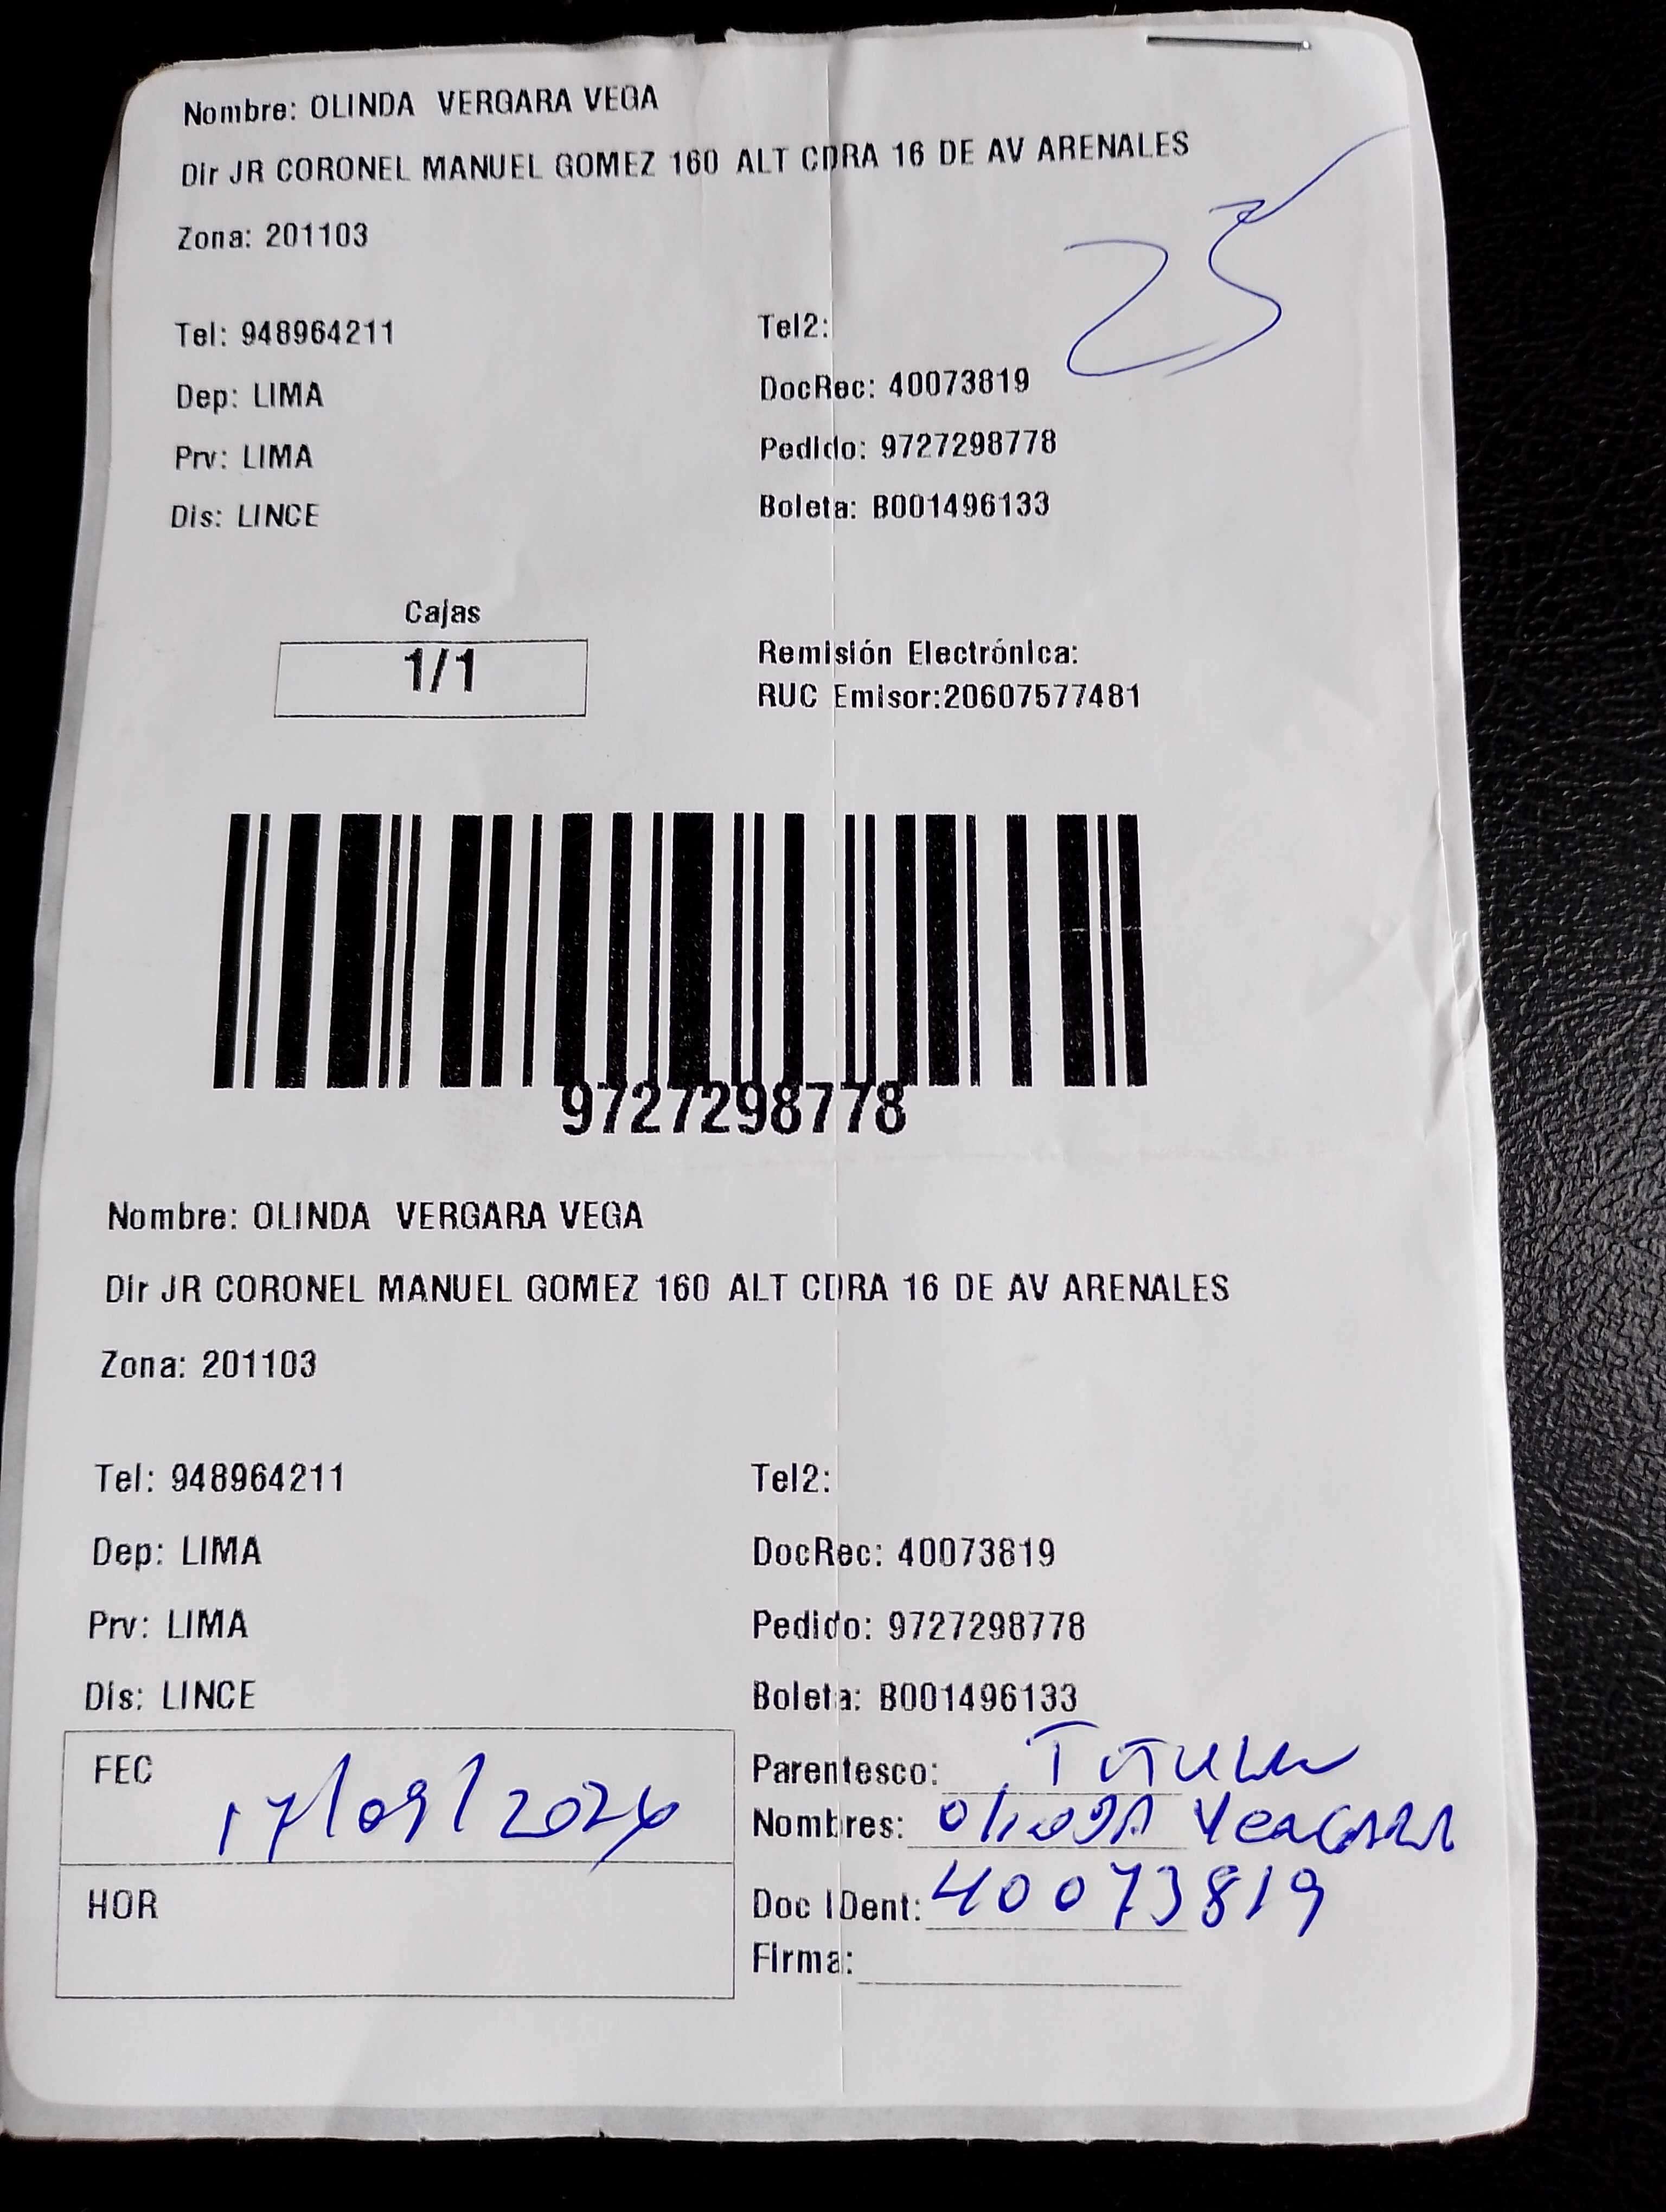 Nombre: OLINDA VERGARA VEGA
Dir JR CORONEL MANUEL GOMEZ 160 ALT CDRA 16 DE AV ARENALES
Zona: 201103
25
Tel: 948964211 Tel2:
Dep: LIMA DocRec: 40073819
Prv: LIMA Pedido: 9727298778
Dis: LINCE Boleta: B001496133
Cajas
1/1
Remisión Electrónica:
RUC Emisor:20607577481
9727298778
Nombre: OLINDA VERGARA VEGA
Dir JR CORONEL MANUEL GOMEZ 160 ALT CDRA 16 DE AV ARENALES
Zona: 201103
Tel: 948964211 Tel2:
Dep: LIMA DocRec: 40073819
Prv: LIMA Pedido: 9727298778
Dis: LINCE Boleta: B001496133
FEC 17/09/2024
HOR
Parentesco: Titular
Nombres: Olinda Vergara
Doc IDent: 40073819
Firma: